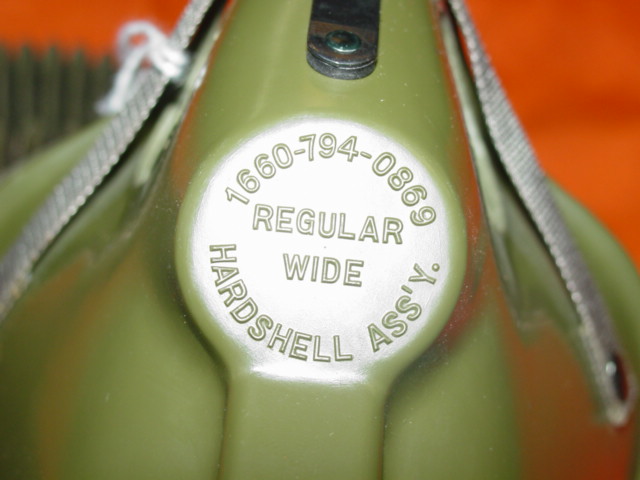 1660-794-0869
REGULAR
WIDE
HARDSHELL ASS'Y.